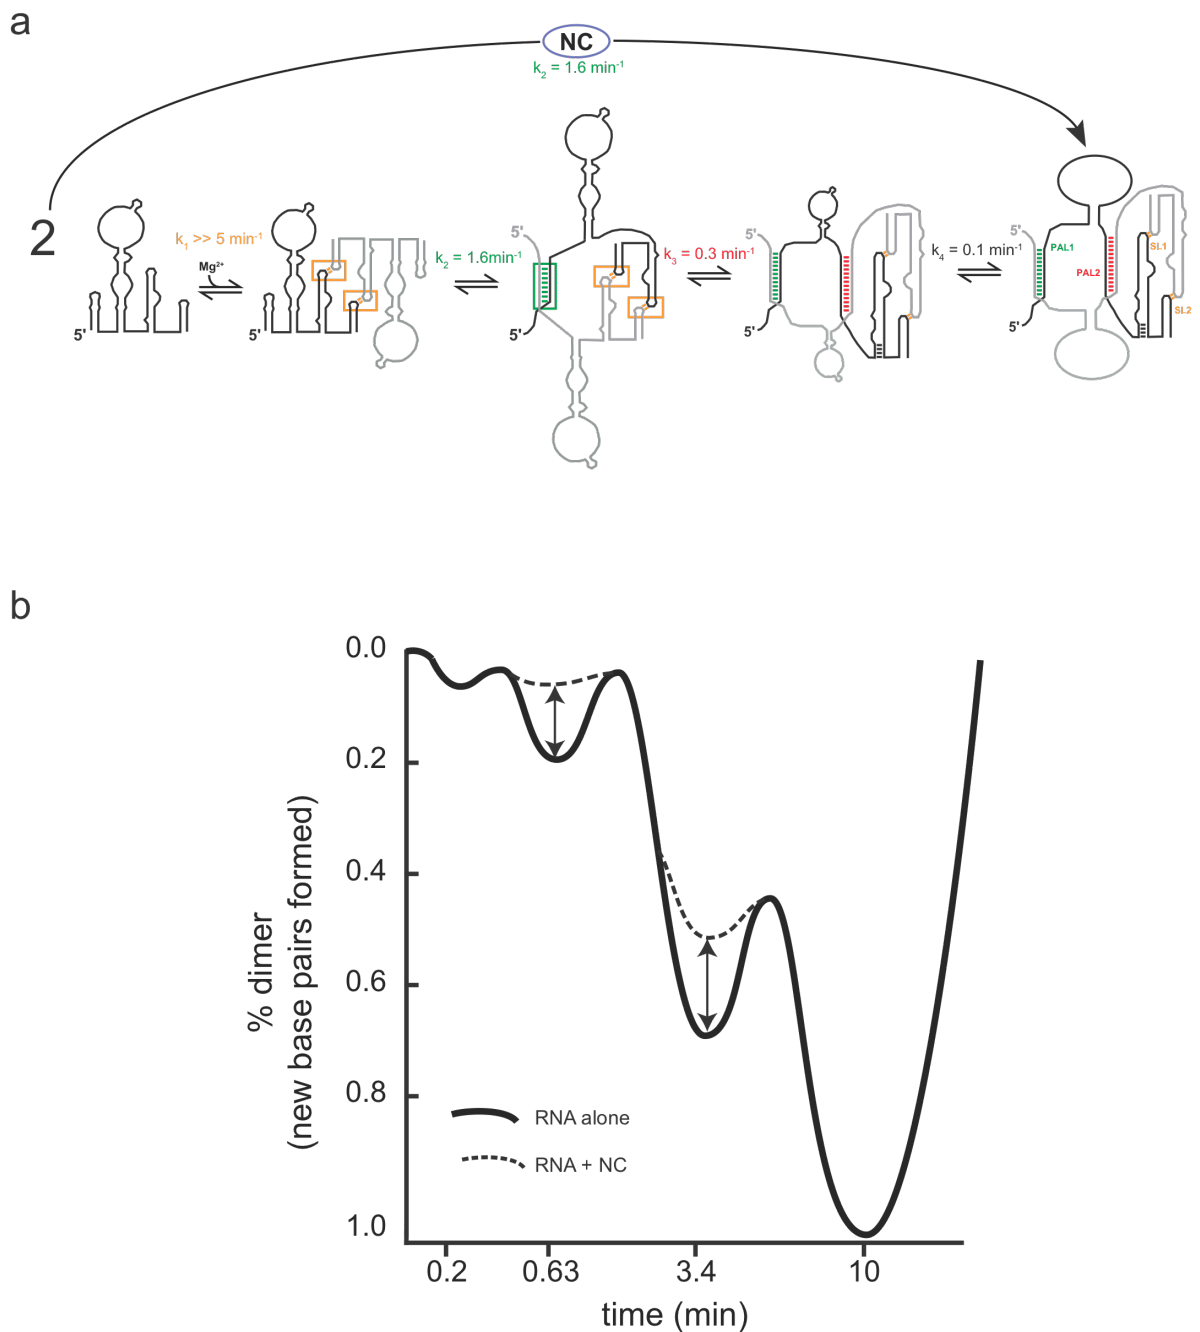 a
NC
k₂ = 1.6 min⁻¹
2
5'
k₁ >> 5 min⁻¹
Mg²⁺
5'
k₂ = 1.6min⁻¹
5'
5'
k₃ = 0.3 min⁻¹
5'
5'
k₄ = 0.1 min⁻¹
5'
5'
PAL1
PAL2
SL1
SL2
b
% dimer
(new base pairs formed)
0.0
0.2
0.4
0.6
0.8
1.0
RNA alone
RNA + NC
0.2 0.63 3.4 10
time (min)